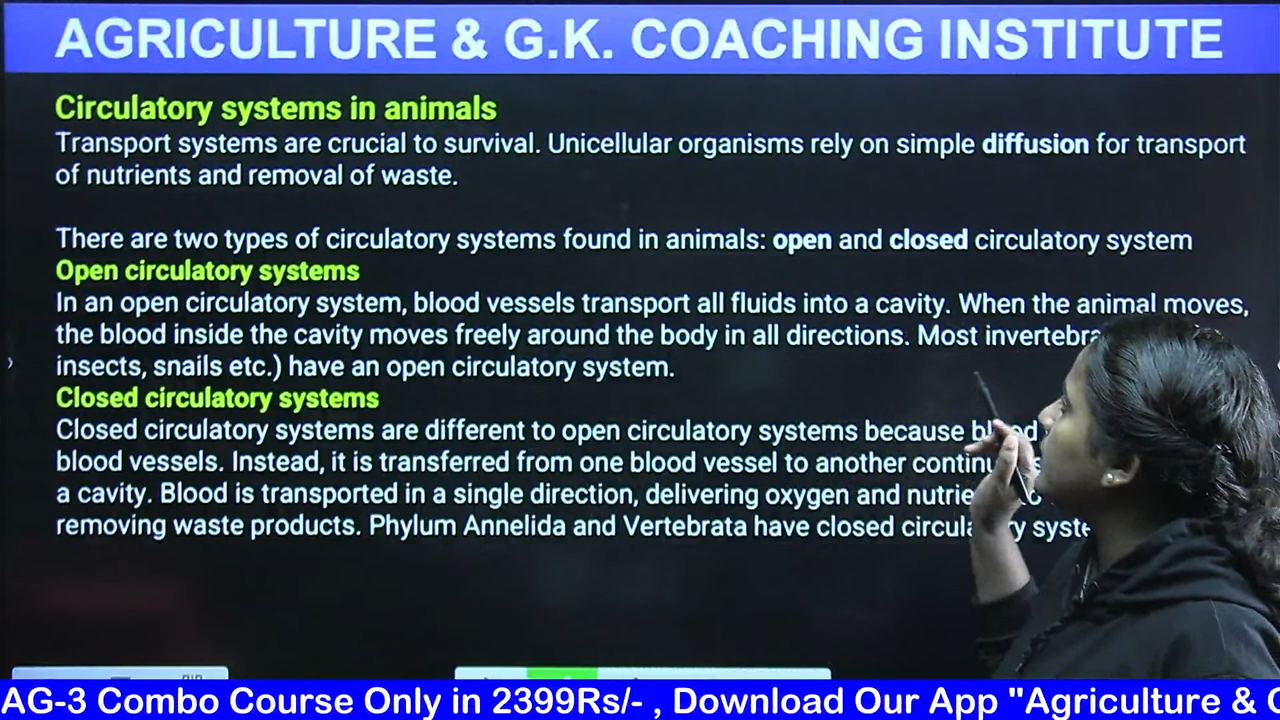 AGRICULTURE & G.K. COACHING INSTITUTE
Circulatory systems in animals
Transport systems are crucial to survival. Unicellular organisms rely on simple diffusion for transport
of nutrients and removal of waste.
There are two types of circulatory systems found in animals: open and closed circulatory system
Open circulatory systems
In an open circulatory system, blood vessels transport all fluids into a cavity. When the animal moves,
the blood inside the cavity moves freely around the body in all directions. Most
insects, snails etc.) have an open circulatory system.
Closed circulatory systems
Closed circulatory systems are different to open circulatory systems because
blood vessels. Instead, it is transferred from one blood vessel to another
a cavity. Blood is transported in a single direction, delivering oxygen and
removing waste products. Phylum Annelida and Vertebrata have closed
AG-3 Combo Course Only in 2399Rs/- , Download Our App "Agriculture &